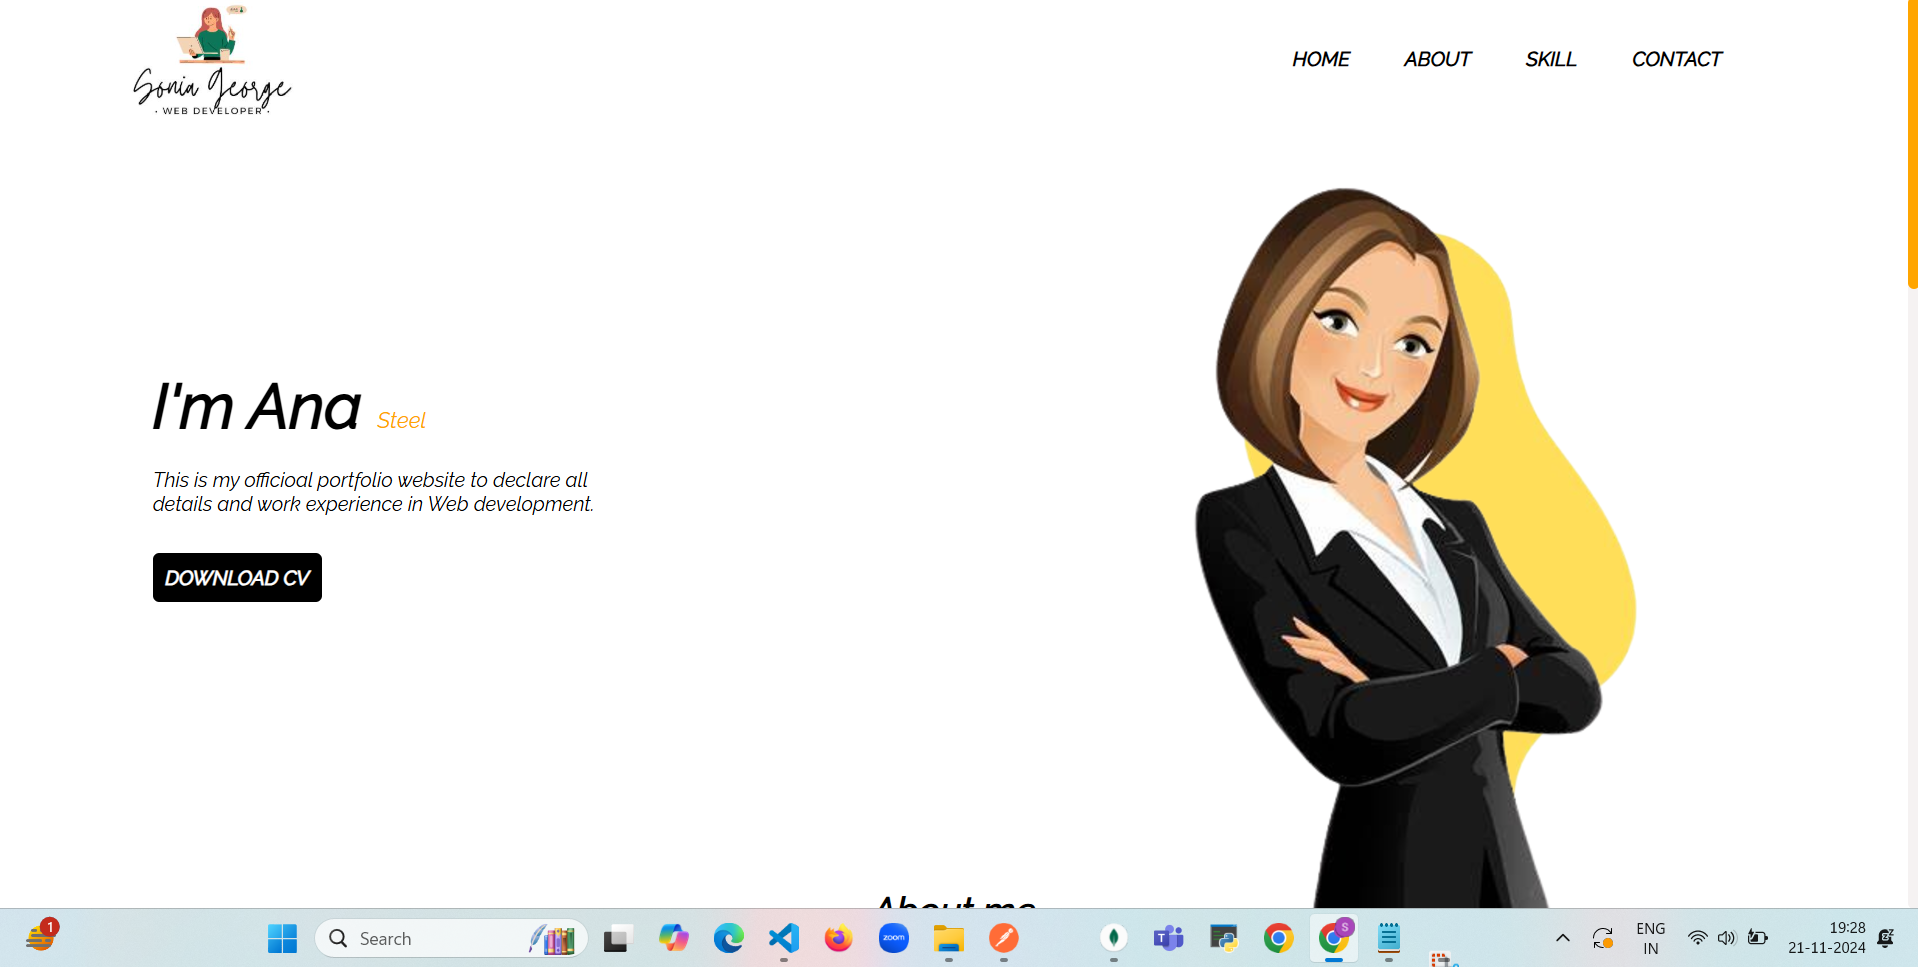 Sonia George
· WEB DEVELOPER ·
HOME ABOUT SKILL CONTACT
I'm Ana Steel
This is my officioal portfolio website to declare all
details and work experience in Web development.
DOWNLOAD CV
About me
1
Search
zoom
T
S
ENG
IN
19:28
21-11-2024